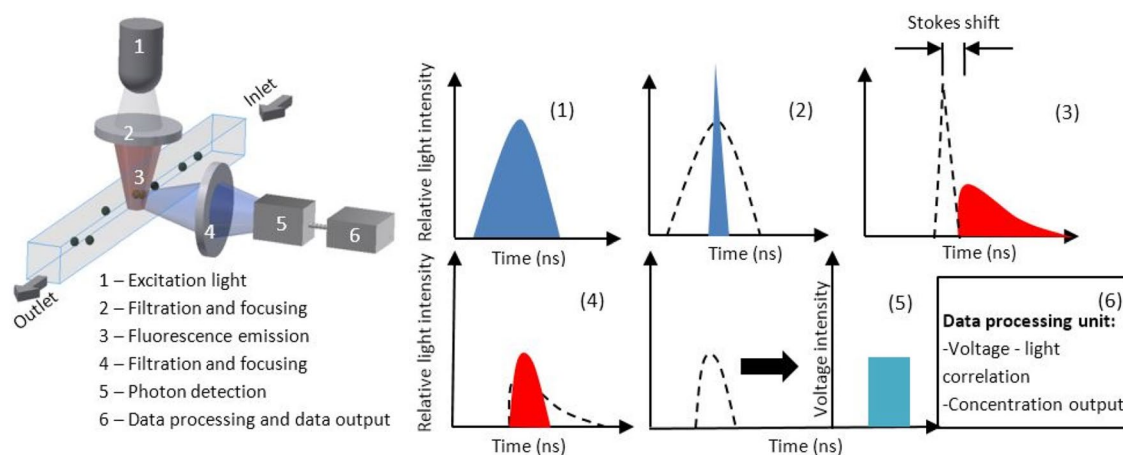 1
2
3
4
5
6
Inlet
Outlet
1 – Excitation light
2 – Filtration and focusing
3 – Fluorescence emission
4 – Filtration and focusing
5 – Photon detection
6 – Data processing and data output
Relative light intensity
(1)
Time (ns)
Relative light intensity
(2)
Time (ns)
Stokes shift
(3)
Time (ns)
Relative light intensity
(4)
Time (ns)
Voltage intensity
(5)
Time (ns)
(6)
Data processing unit:
-Voltage - light
correlation
-Concentration output